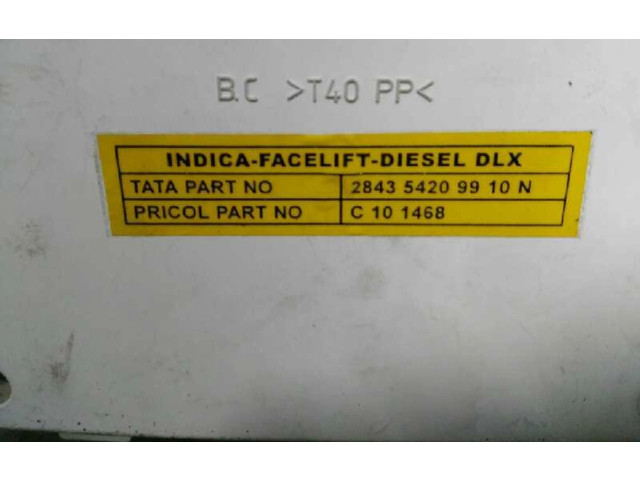 B.C >T40 PP<
INDICA-FACELIFT-DIESEL DLX
TATA PART NO 2843 5420 99 10 N
PRICOL PART NO C 10 1468